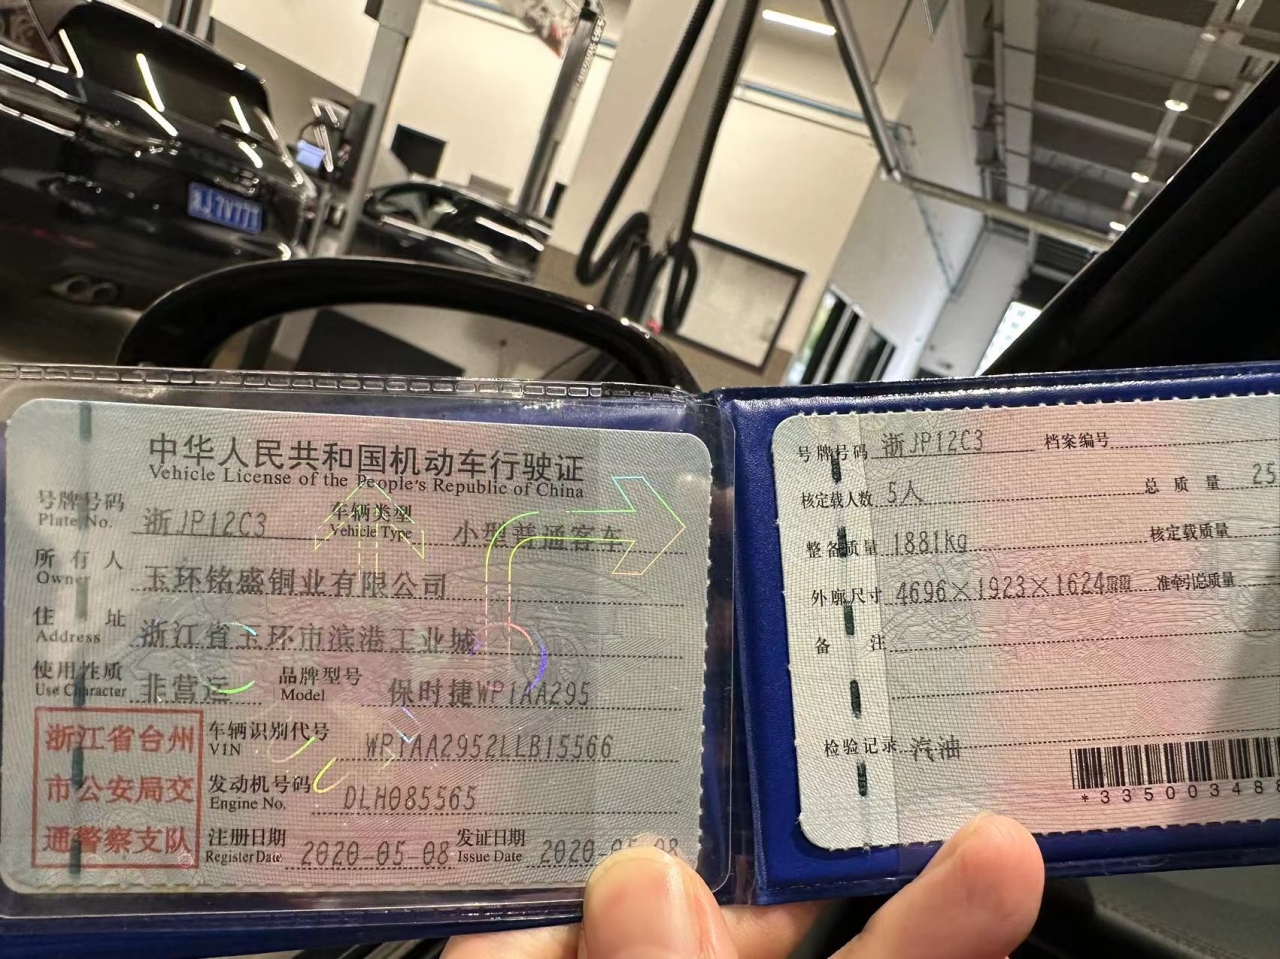 中华人民共和国机动车行驶证
Vehicle License of the People's Republic of China
号牌号码 浙JP12C3 车辆类型 小型普通客车
Plate No. Vehicle Type
所有人 玉环铭盛铜业有限公司
Owner
住址 浙江省玉环市滨港工业城
Address
使用性质 非营运 品牌型号 保时捷WP1AA295
Use Character Model
浙江省台州
市公安局交
通警察支队
车辆识别代号 WP1AA2952LLB15566
VIN
发动机号码 DLH085565
Engine No.
注册日期 2020-05-08 发证日期 2020-05-08
Register Date Issue Date
号牌号码 浙JP12C3 档案编号
核定载人数 5人 总质量 25
整备质量 1881kg 核定载质量
外廓尺寸 4696×1923×1624 准牵引总质量
备注
检验记录 汽油
*33500348